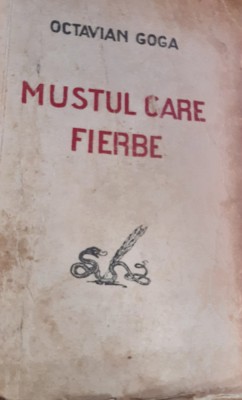 OCTAVIAN GOGA
MUSTUL CARE
FIERBE